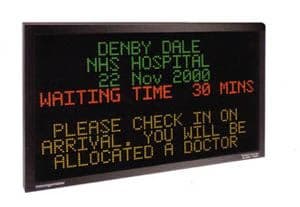 DENBY DALE
NHS HOSPITAL
22 Nov 2000
WAITING TIME 30 MINS
PLEASE CHECK IN ON
ARRIVAL. YOU WILL BE
ALLOCATED A DOCTOR